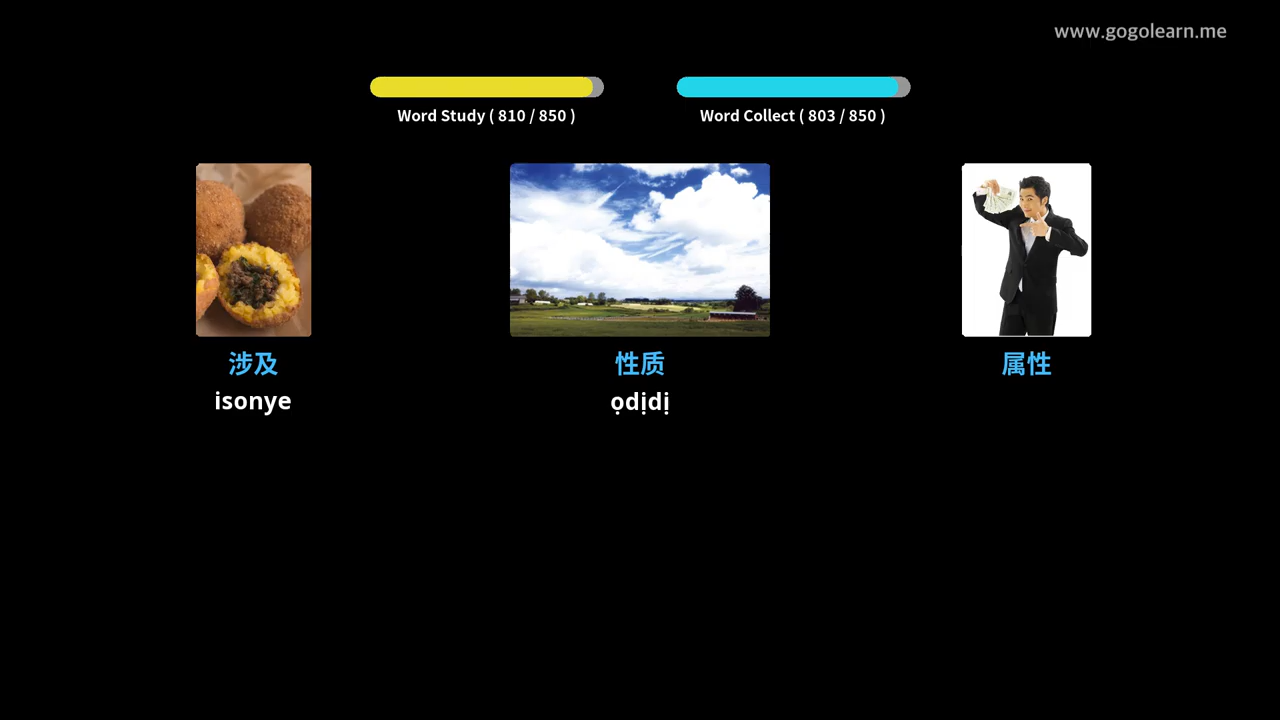 www.gogolearn.me
Word Study ( 810 / 850 )
Word Collect ( 803 / 850 )
涉及
性质
属性
isonye
ọdịdị